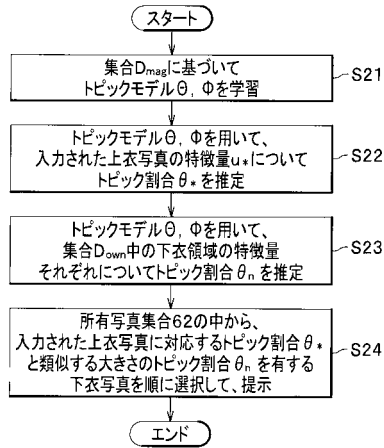 スタート
集合Dmagに基づいて
トピックモデルΘ, Φを学習
S21
トピックモデルΘ, Φを用いて、
入力された上衣写真の特徴量u*について
トピック割合θ*を推定
S22
トピックモデルΘ, Φを用いて、
集合Down中の下衣領域の特徴量
それぞれについてトピック割合θnを推定
S23
所有写真集合62の中から、
入力された上衣写真に対応するトピック割合θ*
と類似する大きさのトピック割合θnを有する
下衣写真を順に選択して、提示
S24
エンド